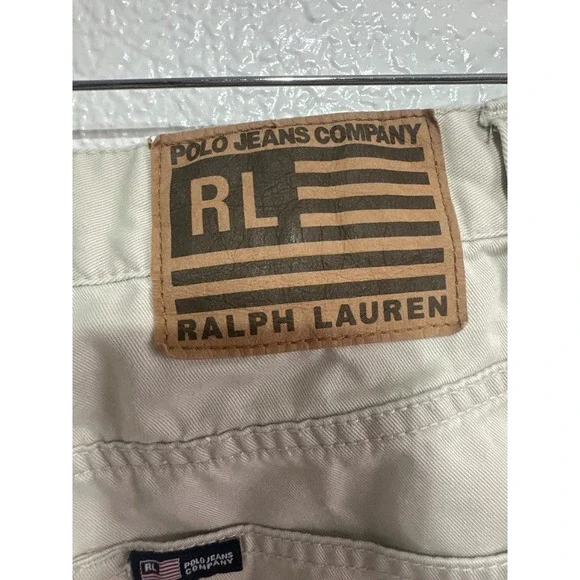 POLO JEANS COMPANY
RL
RALPH LAUREN
RL POLO JEANS
COMPANY